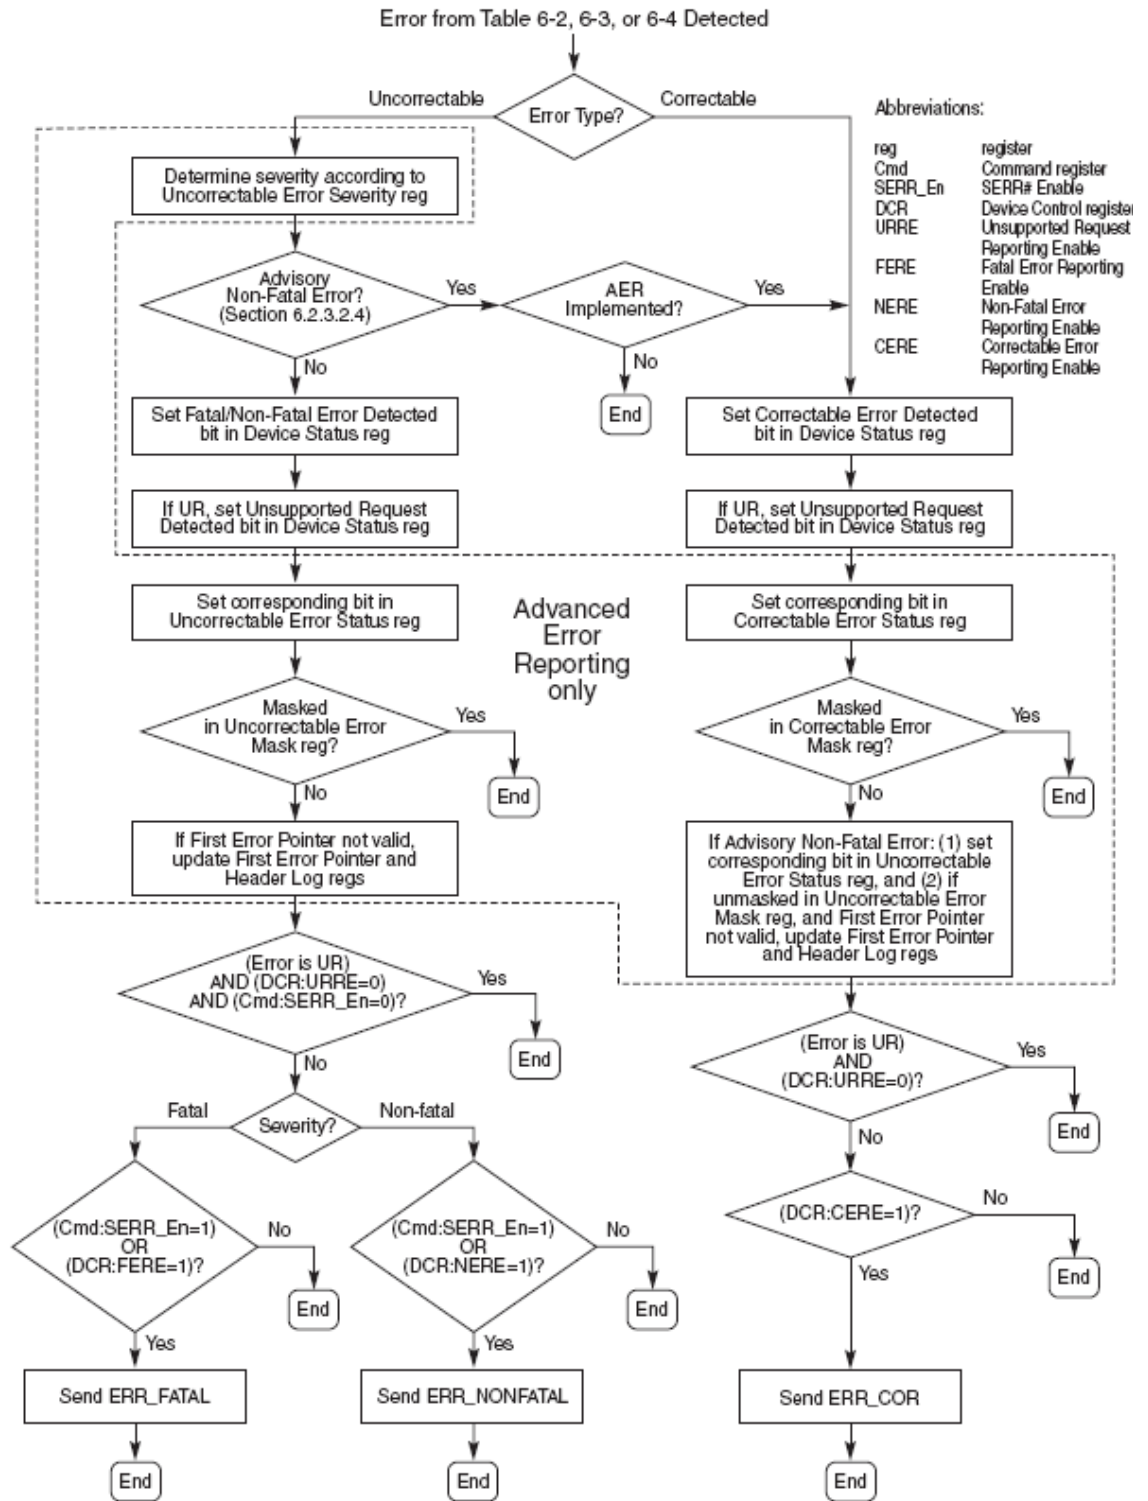 Error from Table 6-2, 6-3, or 6-4 Detected
Error Type?
Uncorrectable
Correctable
Abbreviations:
reg register
Cmd Command register
SERR_En SERR# Enable
DCR Device Control register
URRE Unsupported Request
Reporting Enable
FERE Fatal Error Reporting
Enable
NERE Non-Fatal Error
Reporting Enable
CERE Correctable Error
Reporting Enable
Determine severity according to
Uncorrectable Error Severity reg
Advisory
Non-Fatal Error?
(Section 6.2.3.2.4)
Yes
No
AER
Implemented?
Yes
No
End
Set Fatal/Non-Fatal Error Detected
bit in Device Status reg
Set Correctable Error Detected
bit in Device Status reg
If UR, set Unsupported Request
Detected bit in Device Status reg
If UR, set Unsupported Request
Detected bit in Device Status reg
Set corresponding bit in
Uncorrectable Error Status reg
Advanced
Error
Reporting
only
Set corresponding bit in
Correctable Error Status reg
Masked
in Uncorrectable Error
Mask reg?
Yes
End
No
Masked
in Correctable Error
Mask reg?
Yes
End
No
If First Error Pointer not valid,
update First Error Pointer and
Header Log regs
If Advisory Non-Fatal Error: (1) set
corresponding bit in Uncorrectable
Error Status reg, and (2) if
unmasked in Uncorrectable Error
Mask reg, and First Error Pointer
not valid, update First Error Pointer
and Header Log regs
(Error is UR)
AND (DCR:URRE=0)
AND (Cmd:SERR_En=0)?
Yes
End
No
(Error is UR)
AND
(DCR:URRE=0)?
Yes
End
No
Severity?
Fatal
Non-fatal
(Cmd:SERR_En=1)
OR
(DCR:FERE=1)?
No
End
Yes
(Cmd:SERR_En=1)
OR
(DCR:NERE=1)?
No
End
Yes
(DCR:CERE=1)?
No
End
Yes
Send ERR_FATAL
Send ERR_NONFATAL
Send ERR_COR
End
End
End